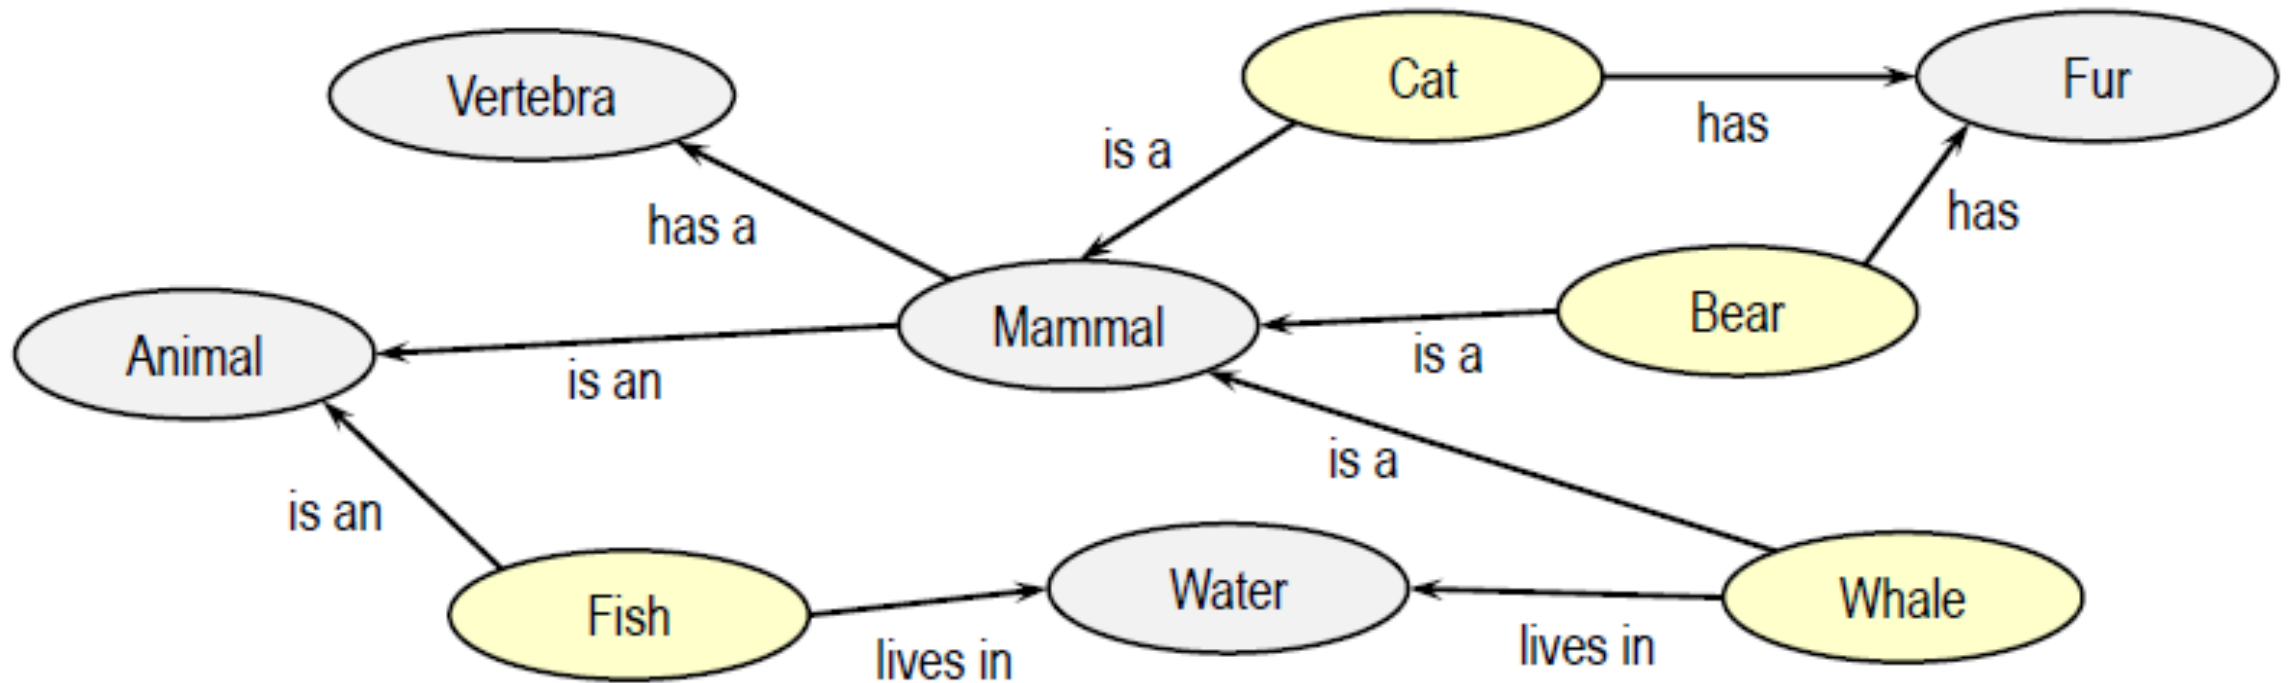 Cat
Fur
Vertebra
has
is a
has
has a
Bear
Mammal
Animal
is a
is an
is a
is an
Water
Whale
Fish
lives in
lives in